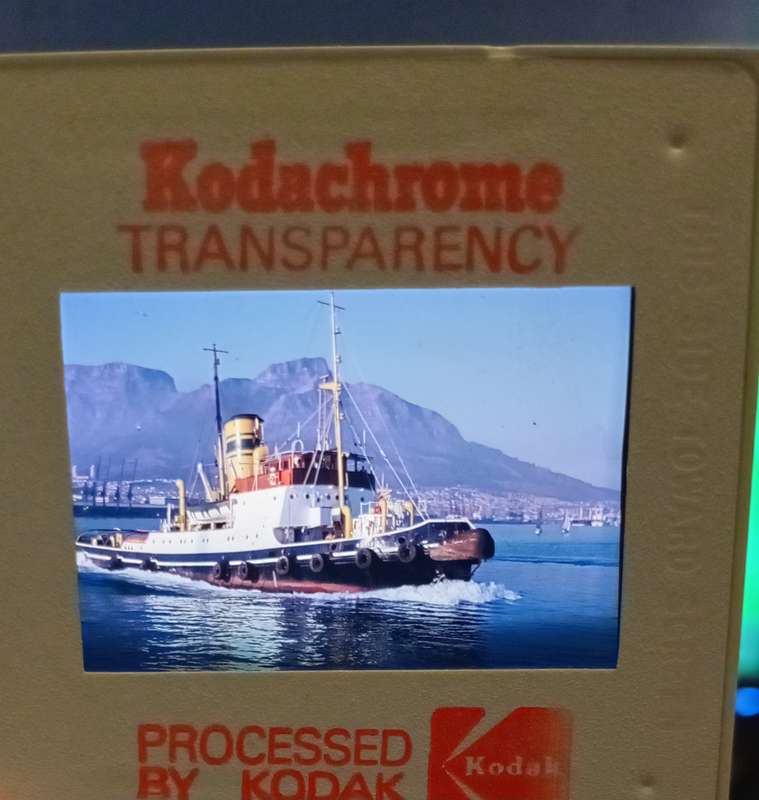 Kodachrome
TRANSPARENCY
PROCESSED
BY KODAK
Kodak